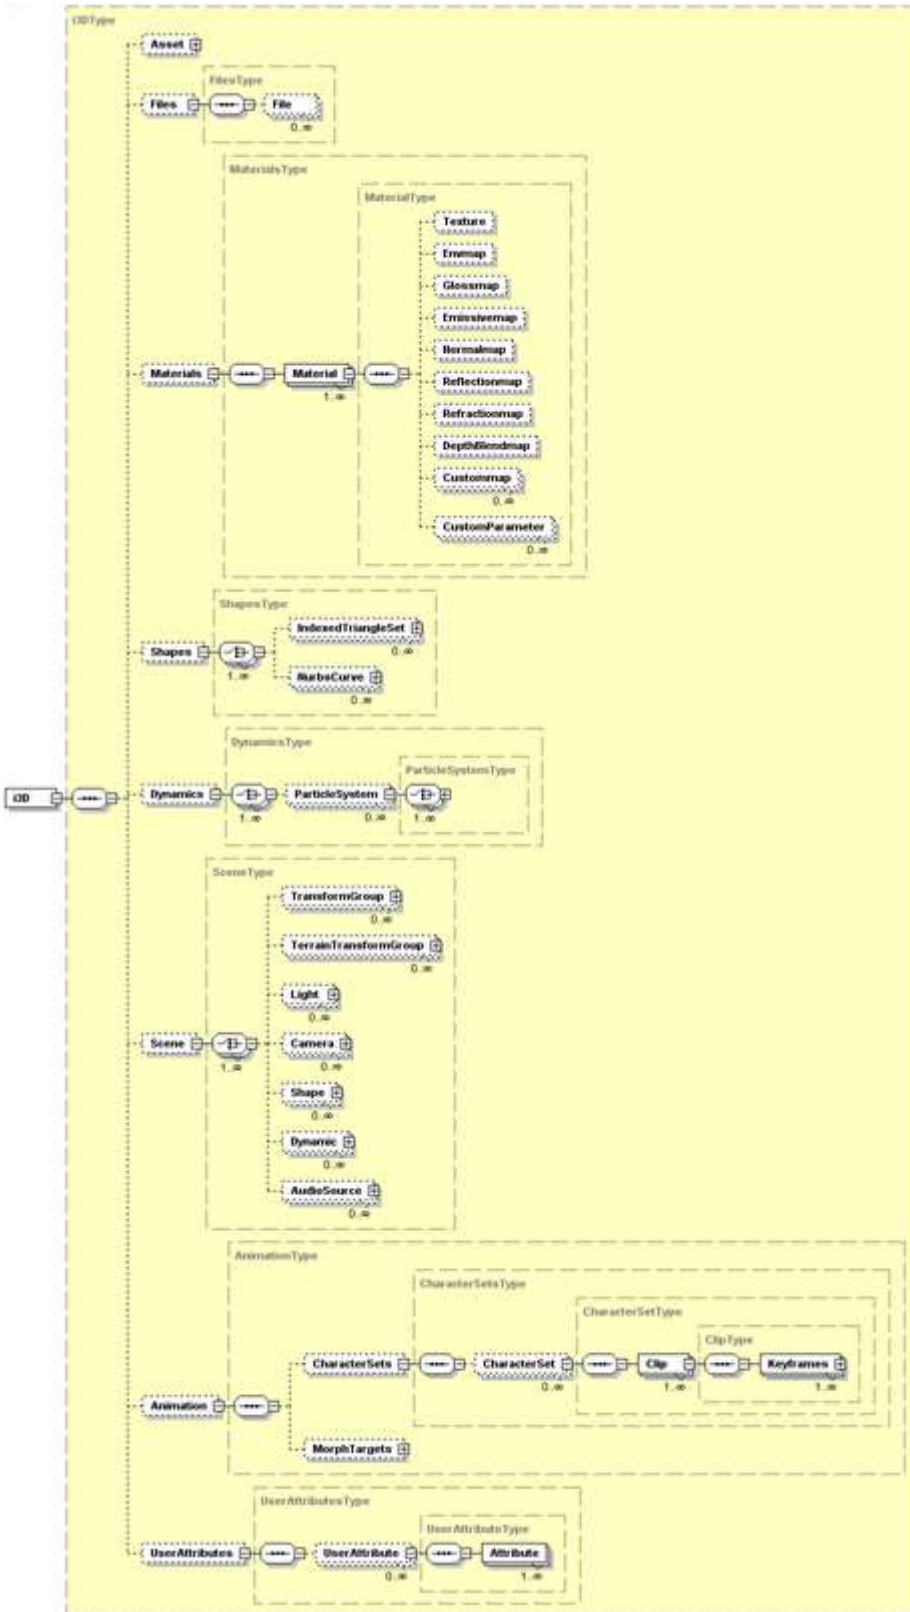 i3DType
Asset
FilesType
Files
File
0..∞
MaterialsType
MaterialType
Texture
Envmap
Glossmap
Emissivemap
Normalmap
Materials
Material
Reflectionmap
1..∞
Refractionmap
DepthBlendmap
Custommap
0..∞
CustomParameter
0..∞
ShapesType
IndexedTriangleSet
0..∞
Shapes
1..∞
NurbsCurve
0..∞
DynamicsType
ParticleSystemType
i3D
Dynamics
ParticleSystem
1..∞
0..∞
1..∞
SceneType
TransformGroup
0..∞
TerrainTransformGroup
0..∞
Light
0..∞
Scene
Camera
1..∞
0..∞
Shape
0..∞
Dynamic
0..∞
AudioSource
0..∞
AnimationType
CharacterSetsType
CharacterSetType
ClipType
CharacterSets
CharacterSet
Clip
Keyframes
0..∞
1..∞
1..∞
Animation
MorphTargets
UserAttributesType
UserAttributeType
UserAttributes
UserAttribute
Attribute
0..∞
1..∞